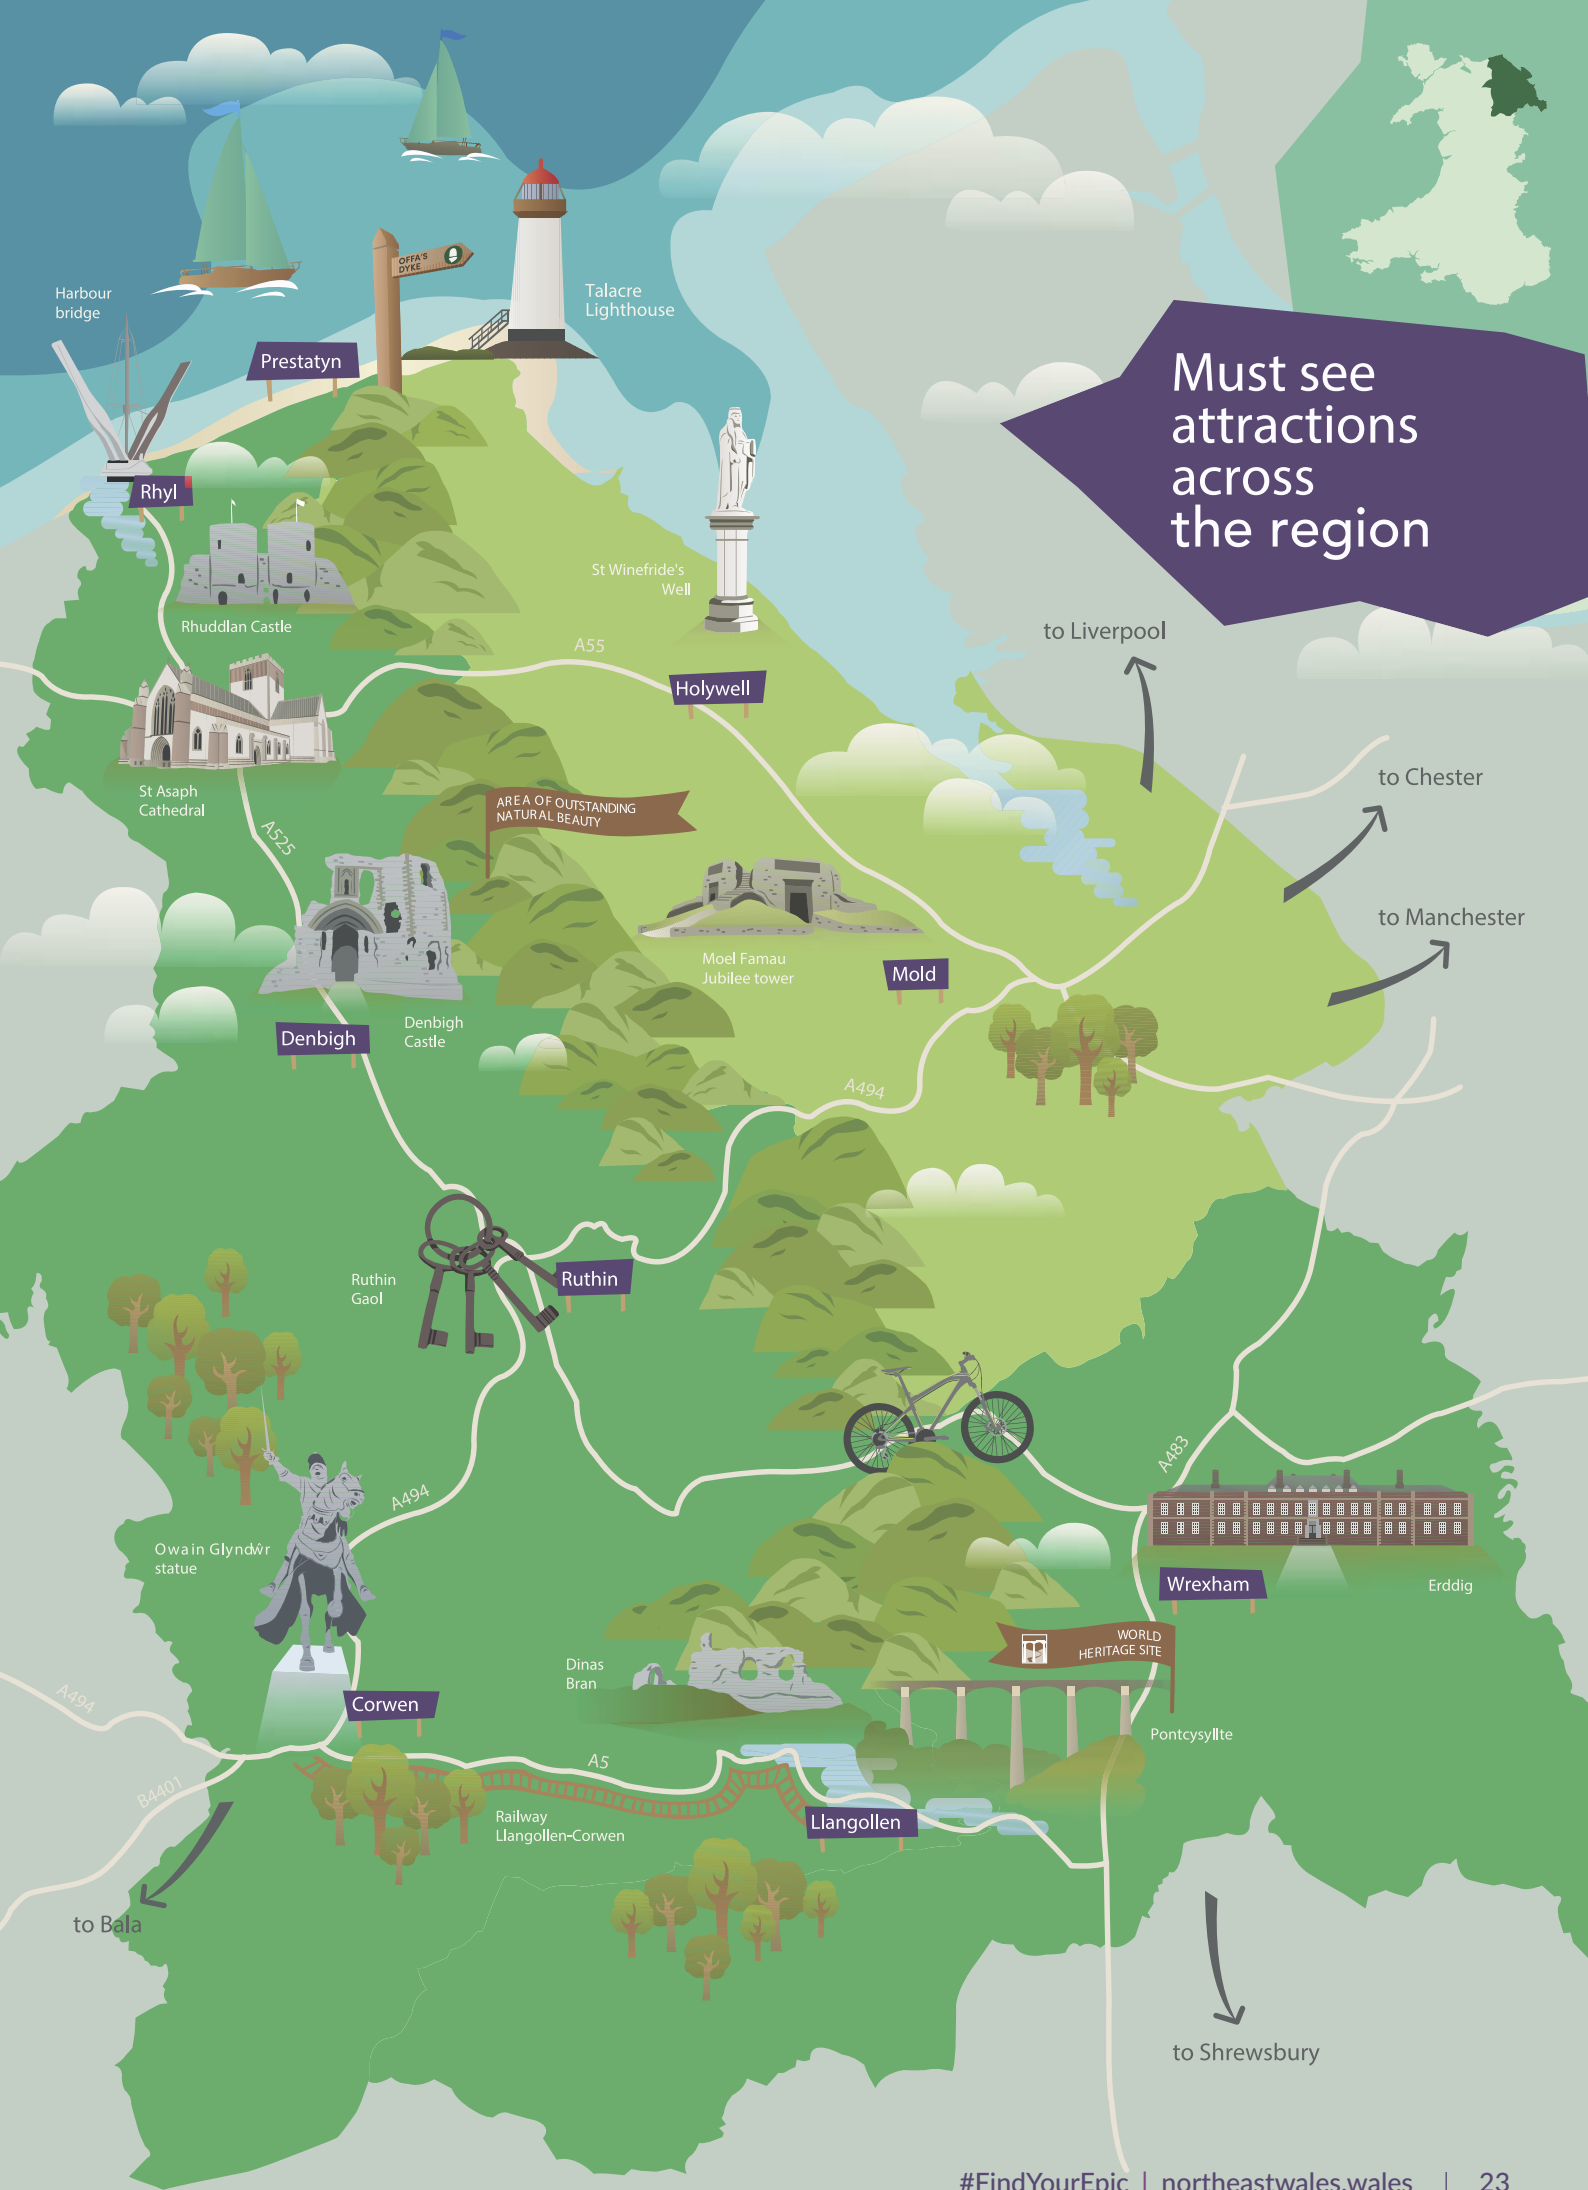 OFFA'S
DYKE
Harbour
bridge
Talacre
Lighthouse
Prestatyn
Must see
attractions
across
the region
Rhyl
St Winefride's
Well
Rhuddlan Castle
to Liverpool
A55
Holywell
to Chester
St Asaph
Cathedral
AREA OF OUTSTANDING
NATURAL BEAUTY
A525
to Manchester
Moel Famau
Jubilee tower
Mold
Denbigh
Denbigh
Castle
A494
Ruthin
Gaol
Ruthin
A483
A494
Owain Glyndŵr
statue
Wrexham
Erddig
WORLD
HERITAGE SITE
Dinas
Bran
A494
Corwen
Pontcysyllte
A5
B4401
Railway
Llangollen-Corwen
Llangollen
to Bala
to Shrewsbury
#FindYourEpic | northeastwales.wales | 23